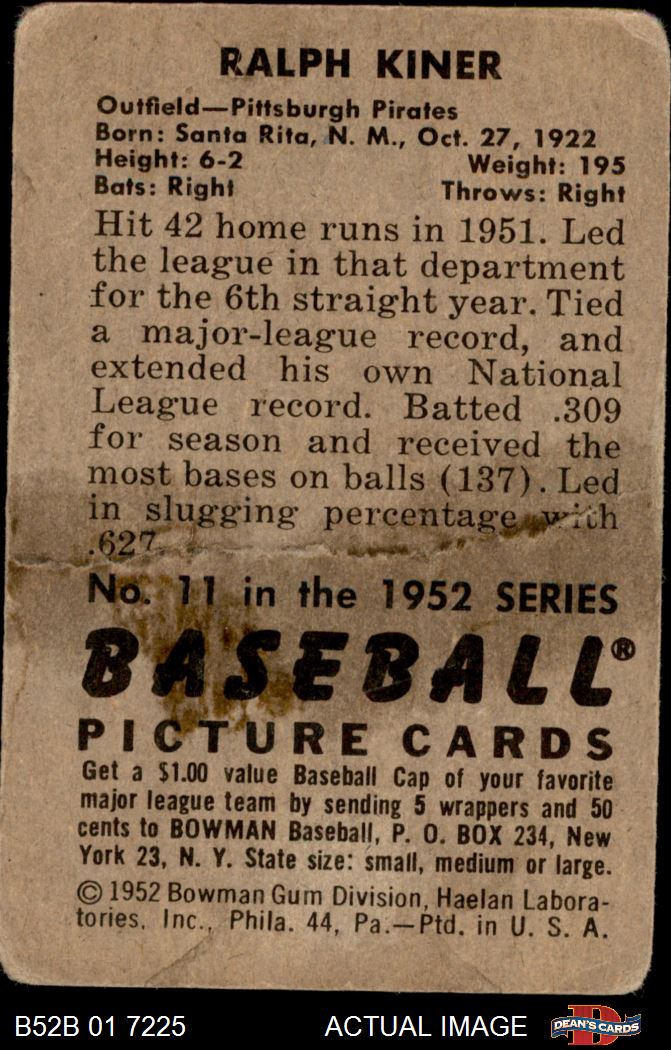 RALPH KINER
Outfield—Pittsburgh Pirates
Born: Santa Rita, N. M., Oct. 27, 1922
Height: 6-2 Weight: 195
Bats: Right Throws: Right
Hit 42 home runs in 1951. Led
the league in that department
for the 6th straight year. Tied
a major-league record, and
extended his own National
League record. Batted .309
for season and received the
most bases on balls (137). Led
in slugging percentage with
.627.
No. 11 in the 1952 SERIES
BASEBALL®
PICTURE CARDS
Get a $1.00 value Baseball Cap of your favorite
major league team by sending 5 wrappers and 50
cents to BOWMAN Baseball, P. O. BOX 234, New
York 23, N. Y. State size: small, medium or large.
© 1952 Bowman Gum Division, Haelan Labora-
tories, Inc., Phila. 44, Pa.—Ptd. in U. S. A.
B52B 01 7225 ACTUAL IMAGE D DEAN'S CARDS